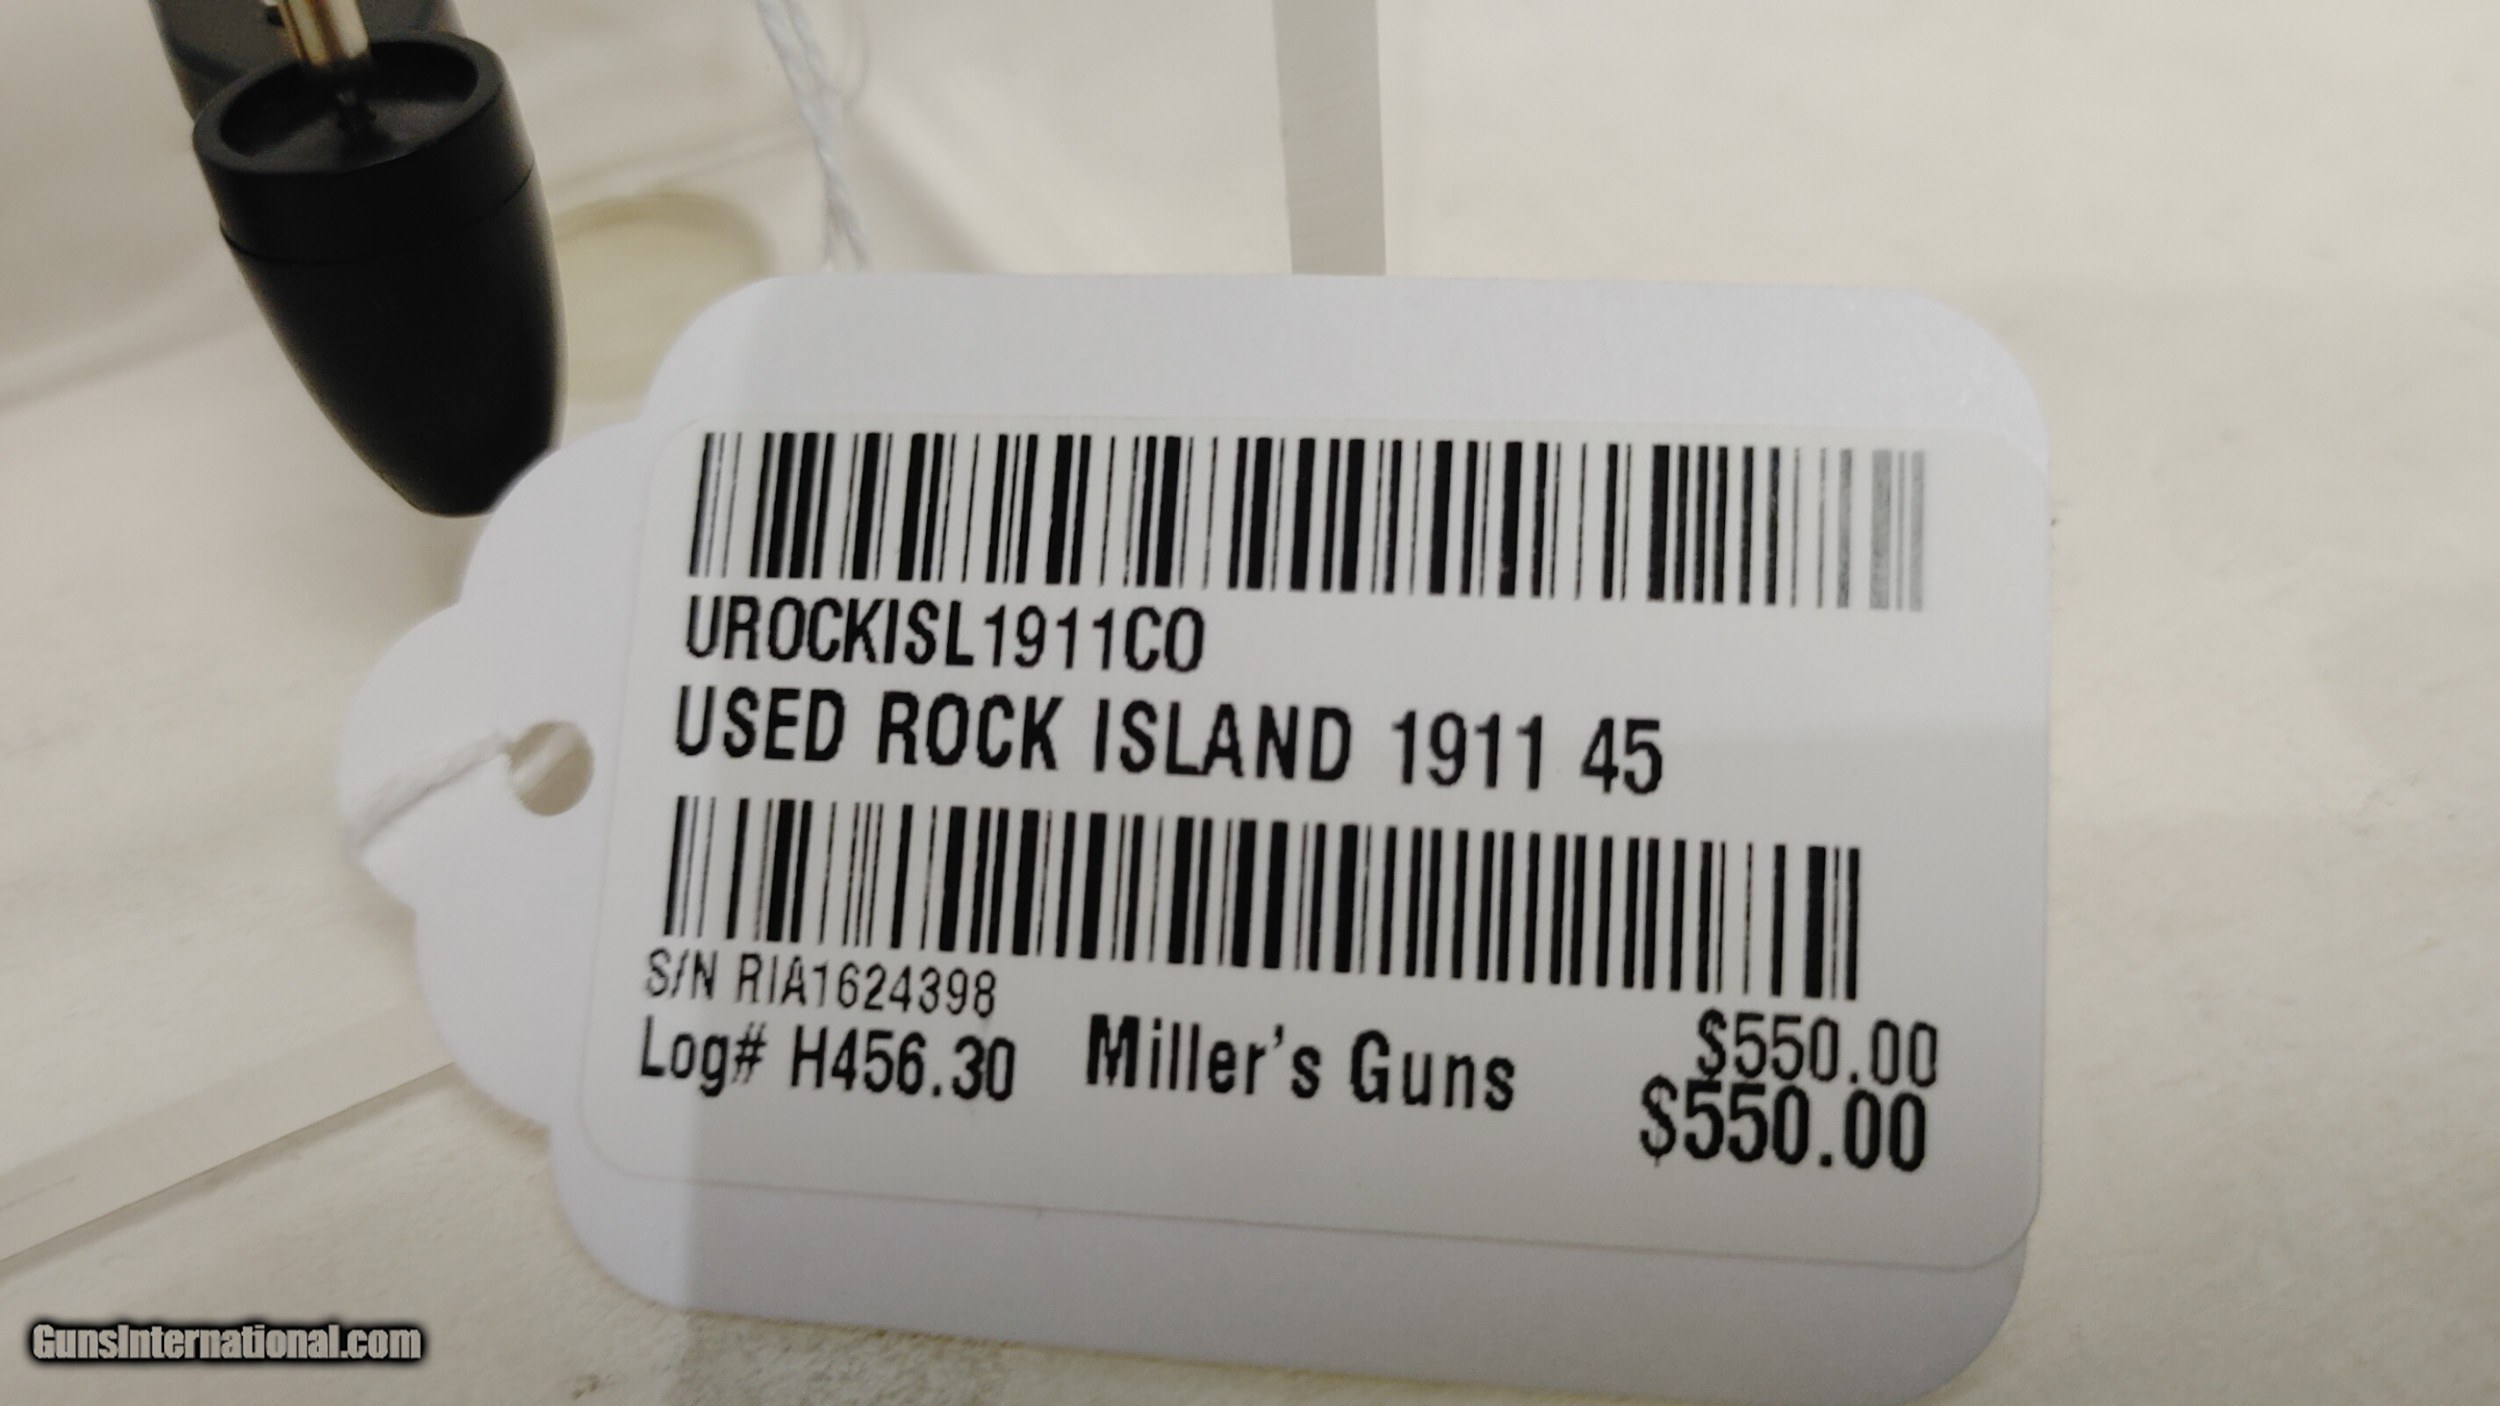 UROCKISL1911CO
USED ROCK ISLAND 1911 45
S/N RIA1624398
Log# H456.30 Miller's Guns $550.00
$550.00
GunsInternational.com